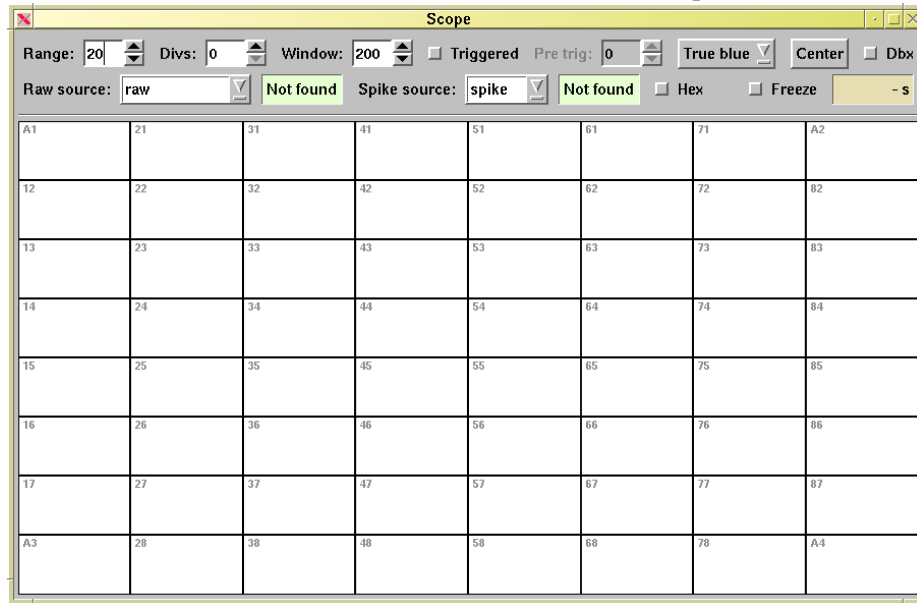 Scope
Range: 20 Divs: 0 Window: 200 Triggered Pre trig: 0 True blue Center Dbx
Raw source: raw Not found Spike source: spike Not found Hex Freeze - s
A1 21 31 41 51 61 71 A2
12 22 32 42 52 62 72 82
13 23 33 43 53 63 73 83
14 24 34 44 54 64 74 84
15 25 35 45 55 65 75 85
16 26 36 46 56 66 76 86
17 27 37 47 57 67 77 87
A3 28 38 48 58 68 78 A4